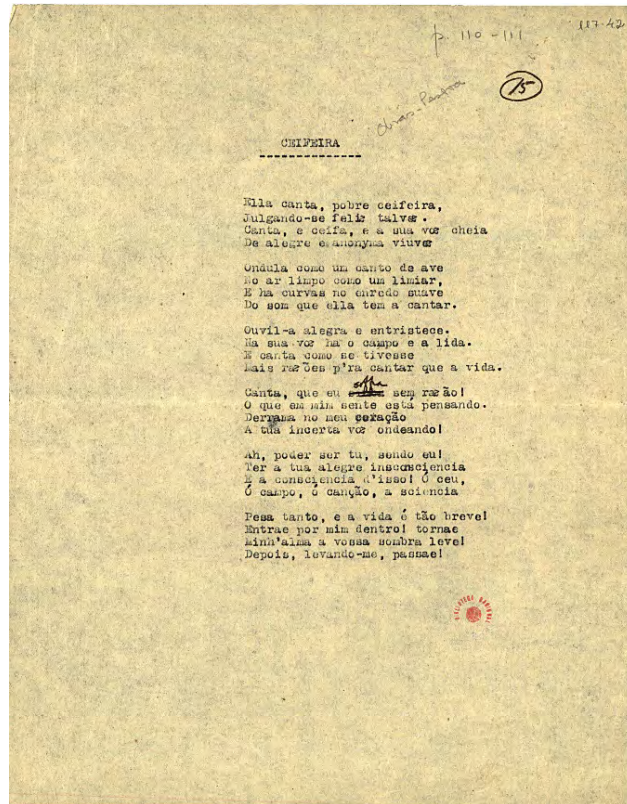 p. 110-111
117-42
15
CEIFEIRA
--------------
Ella canta, pobre ceifeira,
Julgando-se feliz talvez.
Canta, e ceifa, e a sua voz cheia
De alegre e anonyma viuvez
Ondula como um canto de ave
No ar limpo como um limiar,
E ha curvas no enredo suave
Do som que ella tem a cantar.
Ouvil-a alegra e entristece.
Na sua voz ha o campo e a lida.
E canta como se tivesse
Mais razões p'ra cantar que a vida.
Canta, que eu soffro sem razão!
O que em mim sente está pensando.
Derrama no meu coração
A tua incerta voz ondeando!
Ah, poder ser tu, sendo eu!
Ter a tua alegre insconsciencia
E a consciencia d'isso! Ó ceu,
Ó campo, ó canção, a sciencia
Pesa tanto, e a vida é tão breve!
Entrae por mim dentro! tornae
Minh'alma a vossa sombra leve!
Depois, levando-me, passae!
BIBLIOTECA NACIONAL